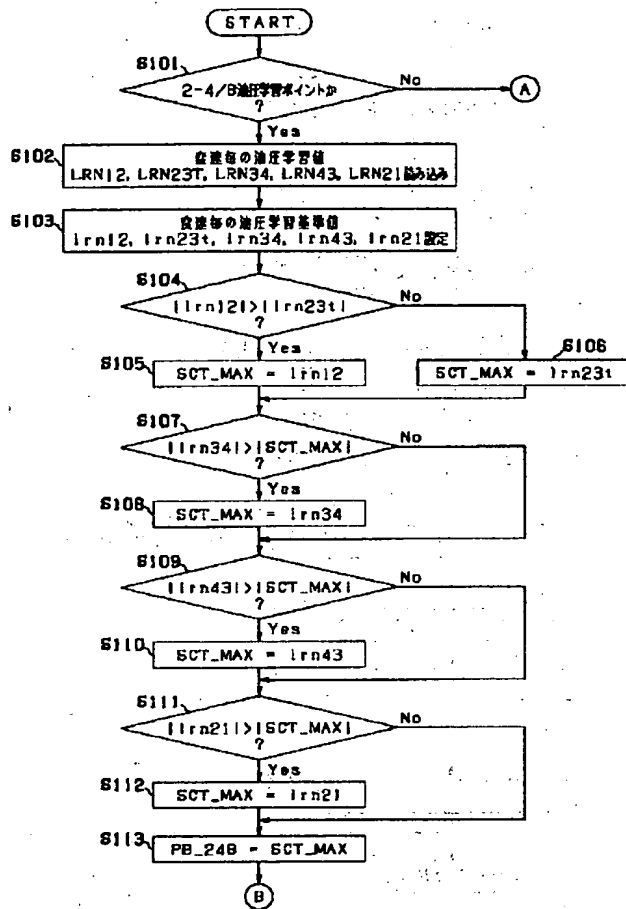 START
S101
2-4/B油圧学習ポイントか
?
No
A
Yes
S102
変速毎の油圧学習値
LRN12, LRN23T, LRN34, LRN43, LRN21読み込み
S103
変速毎の油圧学習基準値
lrn12, lrn23t, lrn34, lrn43, lrn21設定
S104
|lrn12|>|lrn23t|
?
No
Yes
S105
SCT_MAX = lrn12
S106
SCT_MAX = lrn23t
S107
|lrn34|>|SCT_MAX|
?
No
Yes
S108
SCT_MAX = lrn34
S109
|lrn43|>|SCT_MAX|
?
No
Yes
S110
SCT_MAX = lrn43
S111
|lrn21|>|SCT_MAX|
?
No
Yes
S112
SCT_MAX = lrn21
S113
PB_24B = SCT_MAX
B